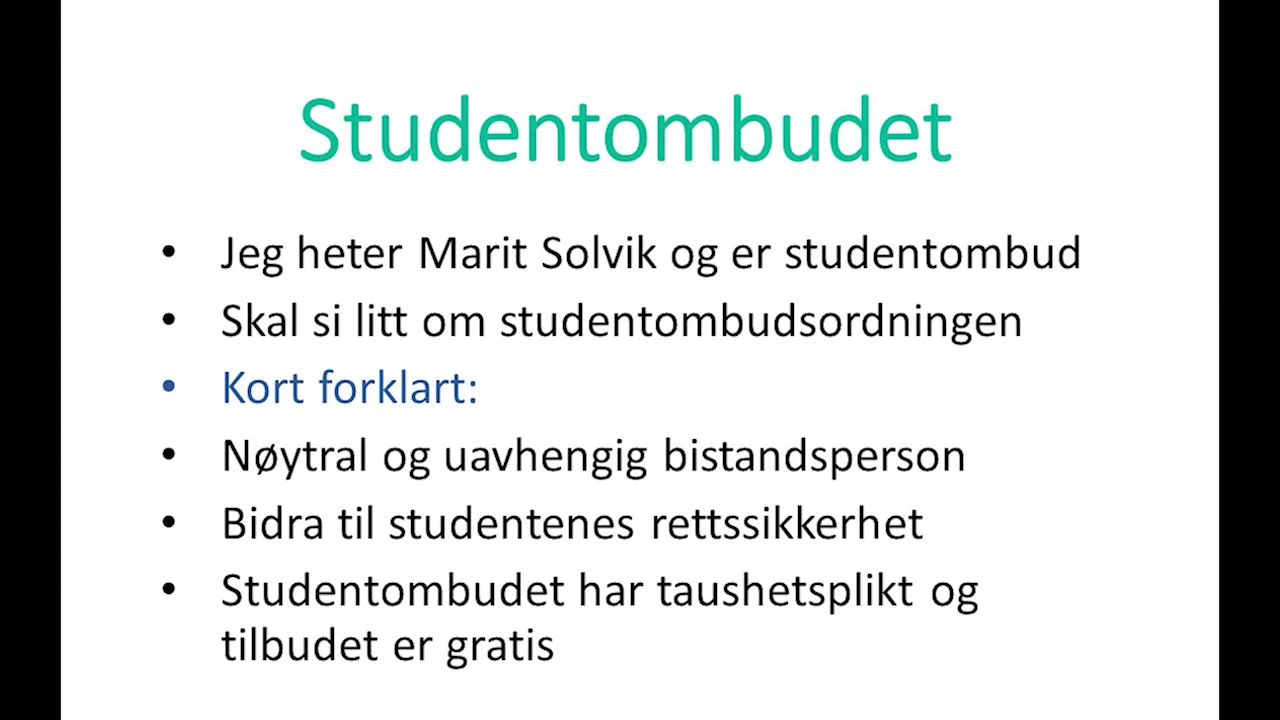 Studentombudet
• Jeg heter Marit Solvik og er studentombud
• Skal si litt om studentombudsordningen
• Kort forklart:
• Nøytral og uavhengig bistandsperson
• Bidra til studentenes rettssikkerhet
• Studentombudet har taushetsplikt og
tilbudet er gratis